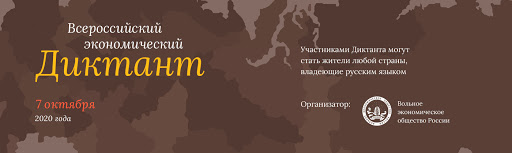 Всероссийский
экономический
Диктант
7 октября
2020 года
Участниками Диктанта могут
стать жители любой страны,
владеющие русским языком
Организатор:
Вольное
экономическое
общество России